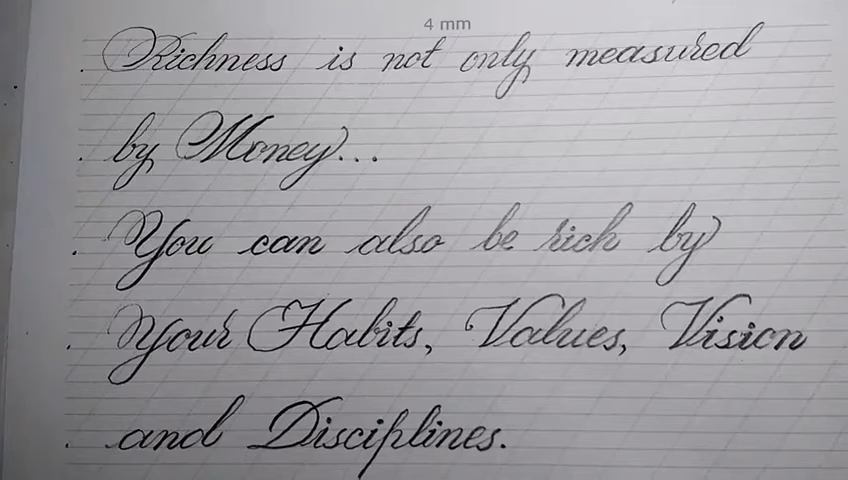 4 mm
Richness is not only measured
by Money...
You can also be rich by
Your Habits, Values, Vision
and Disciplines.